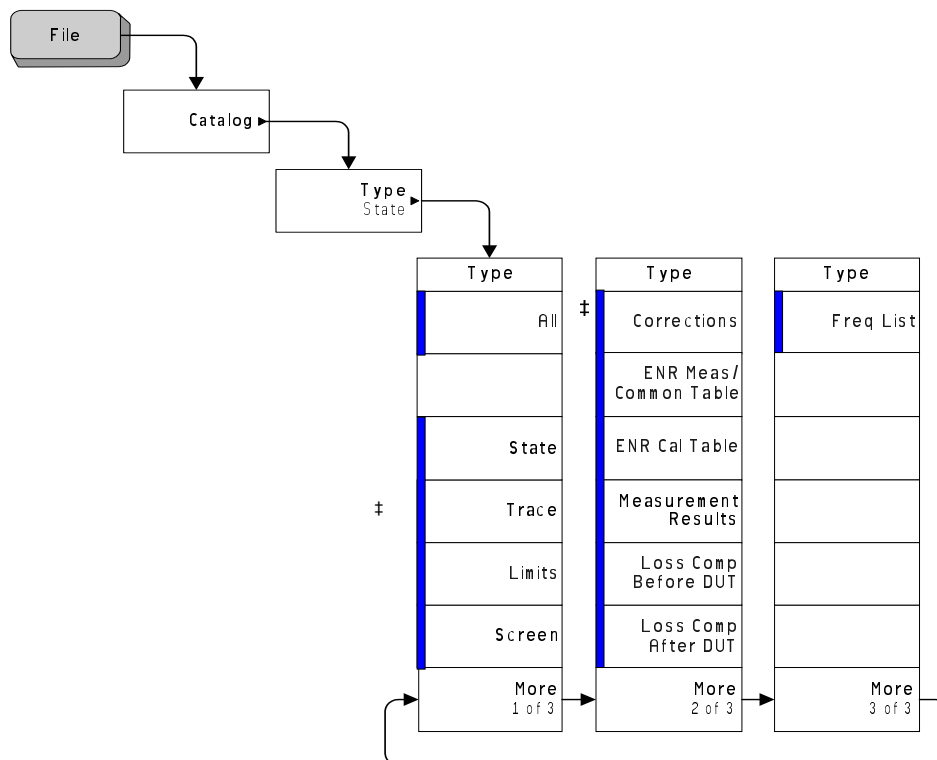 File
Catalog
Type
State
Type
All
State
‡
Trace
Limits
Screen
More
1 of 3
Type
‡
Corrections
ENR Meas/
Common Table
ENR Cal Table
Measurement
Results
Loss Comp
Before DUT
Loss Comp
After DUT
More
2 of 3
Type
Freq List
More
3 of 3